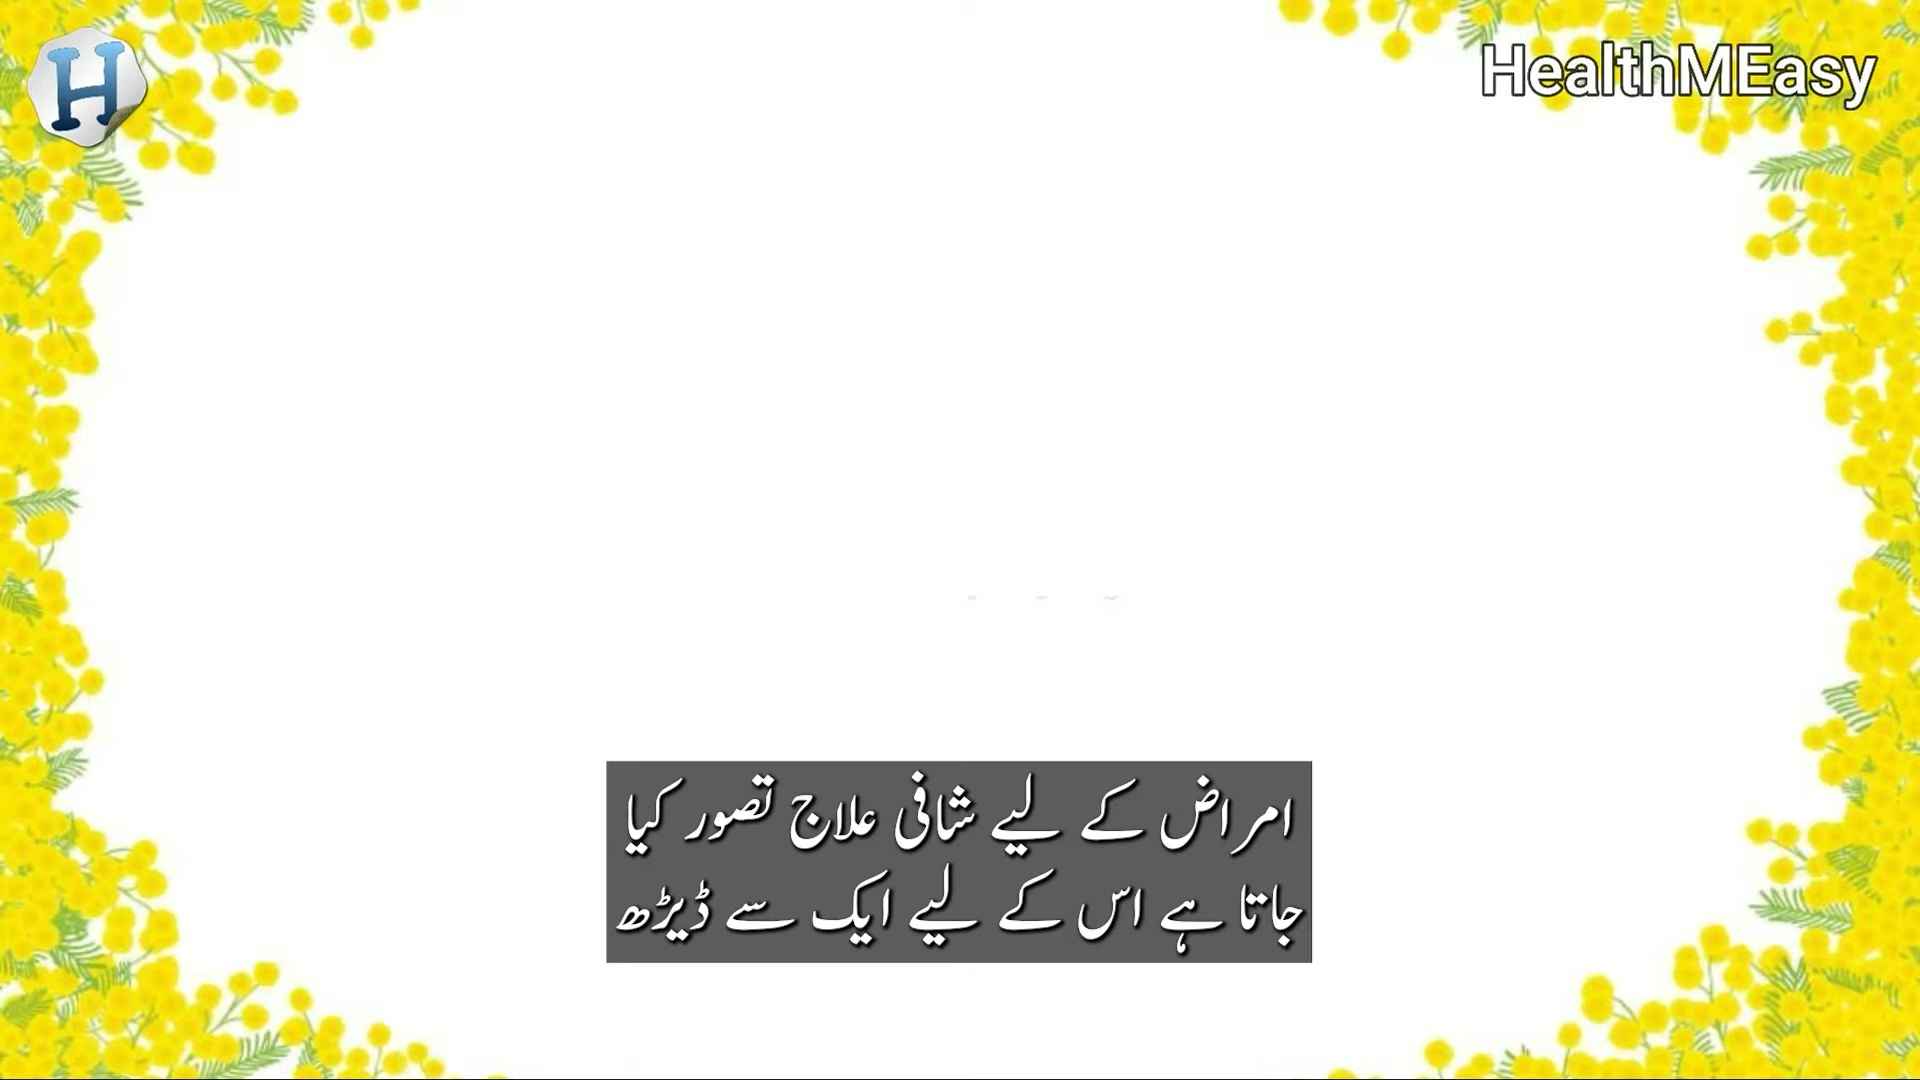 H
HealthMEasy
امراض کے لیے شافی علاج تصور کیا
جاتا ہے اس کے لیے ایک سے ڈیڑھ